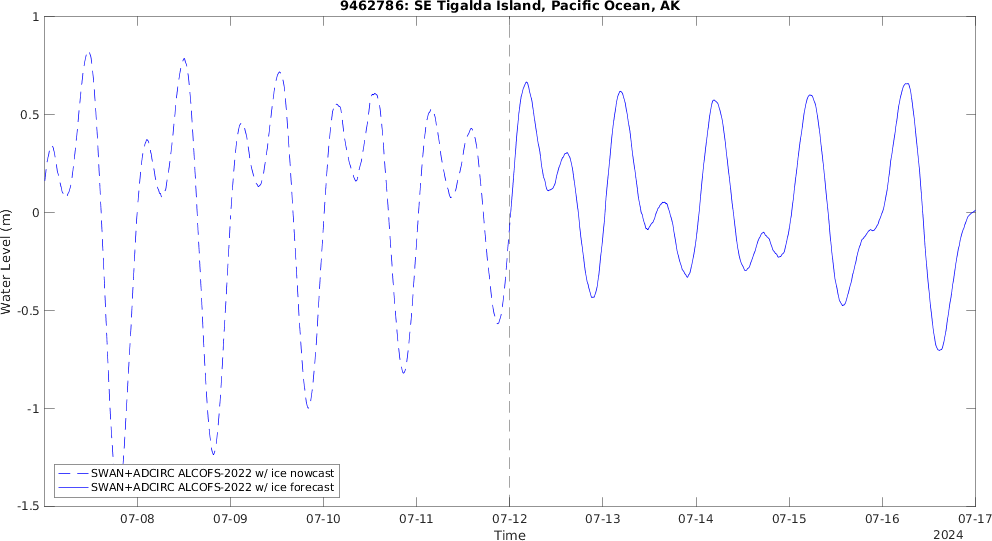 9462786: SE Tigalda Island, Pacific Ocean, AK
1
0.5
0
-0.5
-1
-1.5
Water Level (m)
SWAN+ADCIRC ALCOFS-2022 w/ ice nowcast
SWAN+ADCIRC ALCOFS-2022 w/ ice forecast
07-08 07-09 07-10 07-11 07-12 07-13 07-14 07-15 07-16 07-17
Time
2024